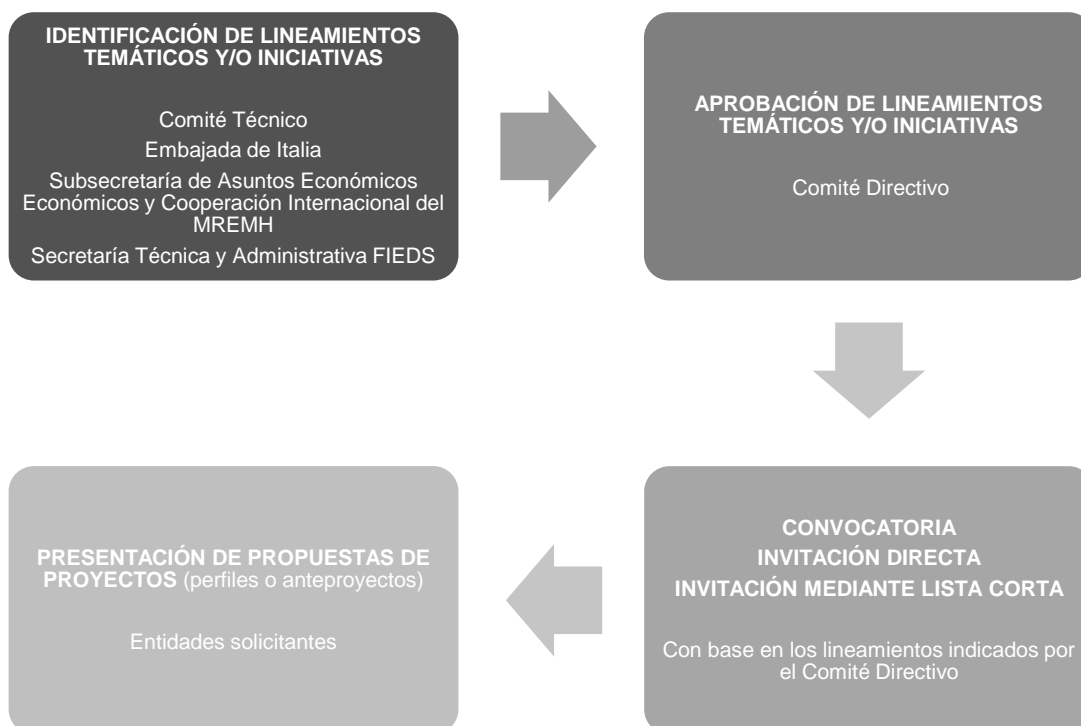 IDENTIFICACIÓN DE LINEAMIENTOS
TEMÁTICOS Y/O INICIATIVAS
Comité Técnico
Embajada de Italia
Subsecretaría de Asuntos Económicos
Económicos y Cooperación Internacional del
MREMH
Secretaría Técnica y Administrativa FIEDS
APROBACIÓN DE LINEAMIENTOS
TEMÁTICOS Y/O INICIATIVAS
Comité Directivo
CONVOCATORIA
INVITACIÓN DIRECTA
INVITACIÓN MEDIANTE LISTA CORTA
Con base en los lineamientos indicados por
el Comité Directivo
PRESENTACIÓN DE PROPUESTAS DE
PROYECTOS (perfiles o anteproyectos)
Entidades solicitantes